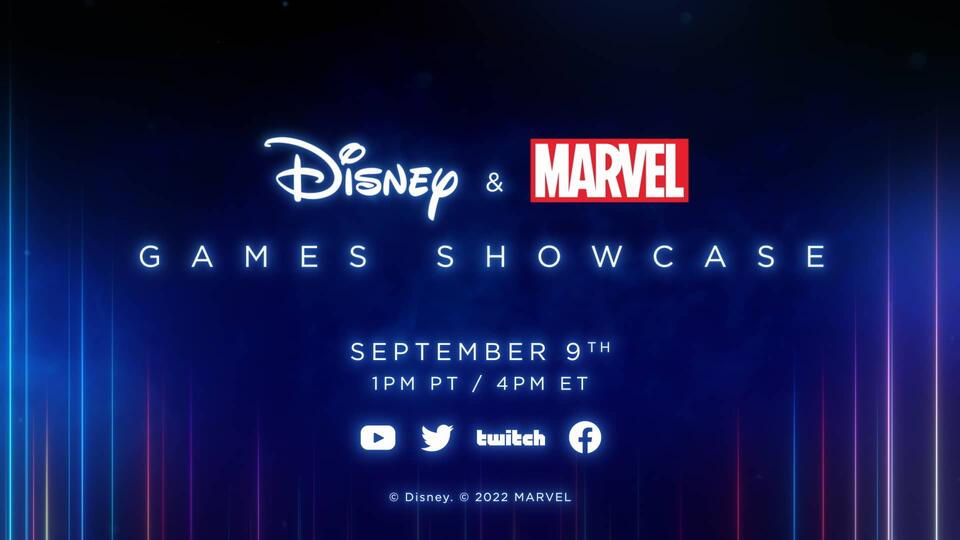 Disney & MARVEL
GAMES SHOWCASE
SEPTEMBER 9TH
1PM PT / 4PM ET
twitch
© Disney. © 2022 MARVEL